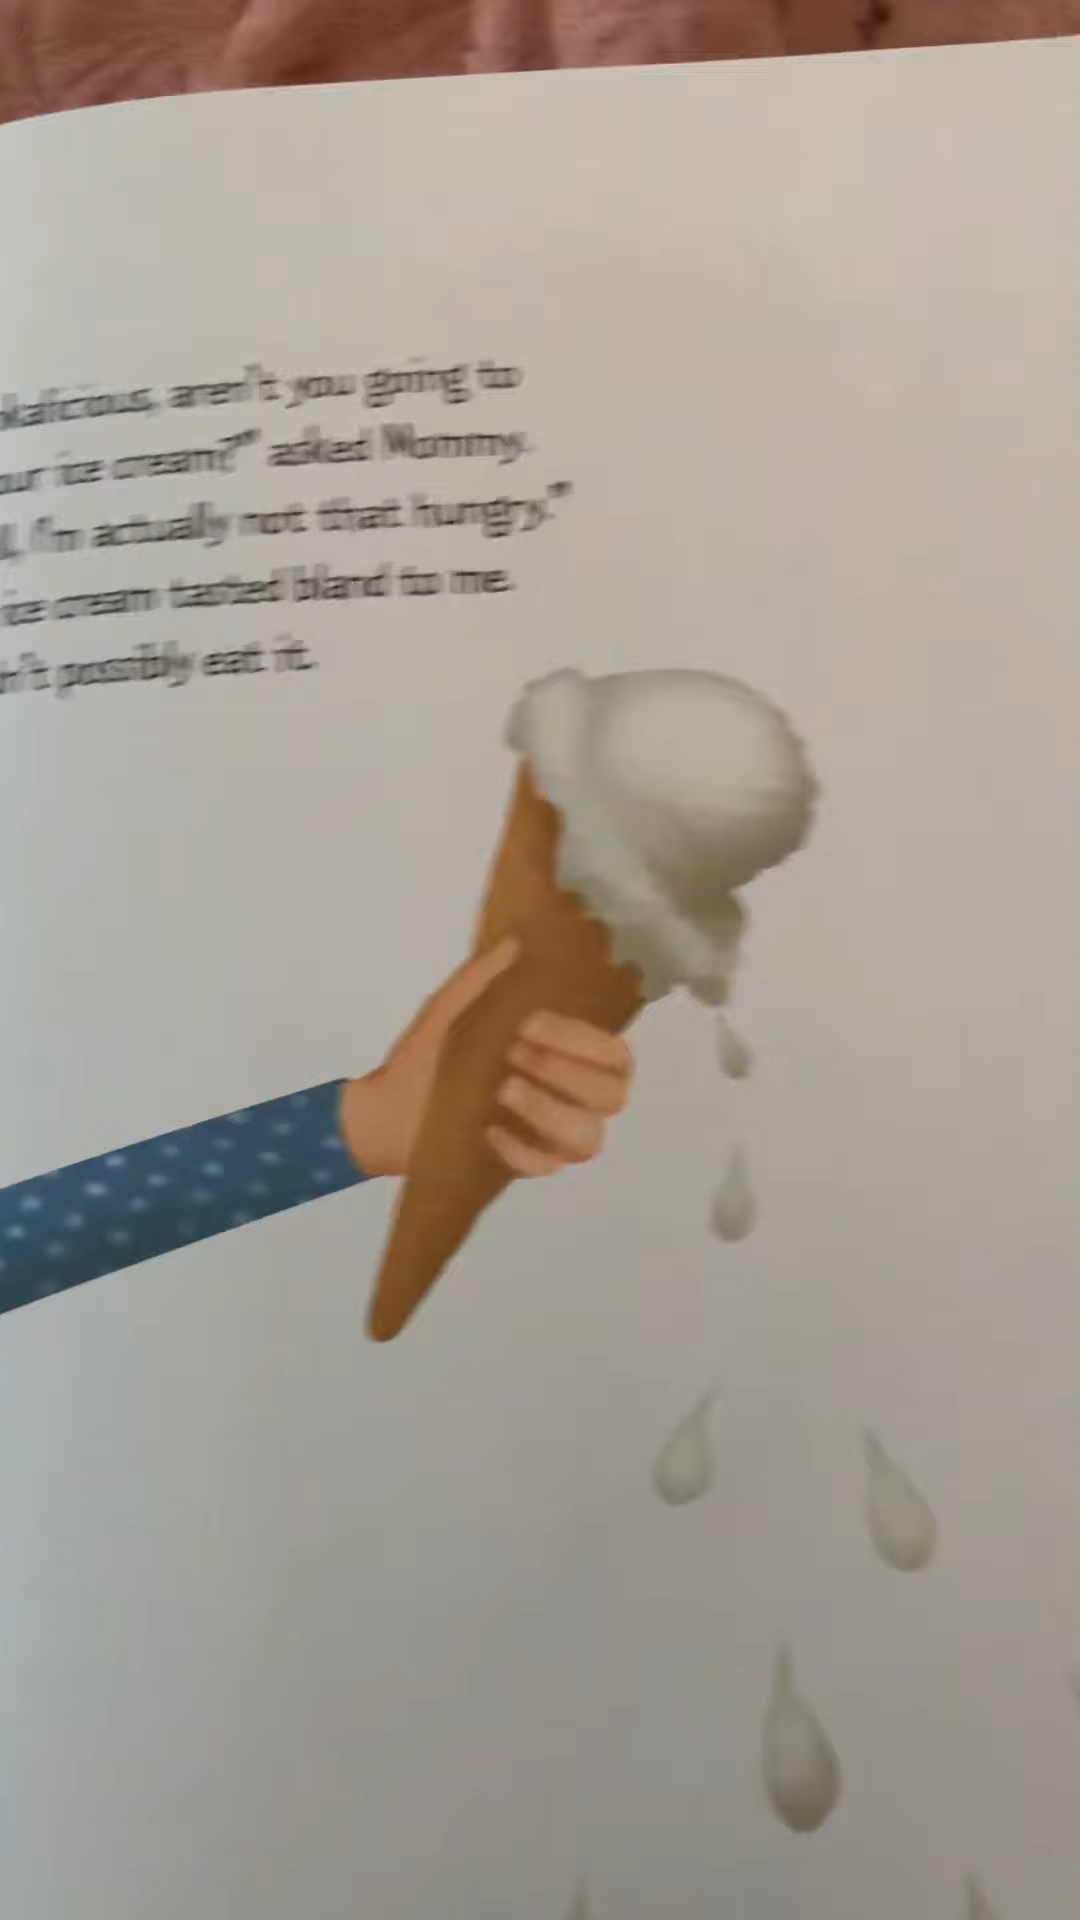 aren't you going to
ice cream?" asked Mommy.
I'm actually not that hungry."
ice cream tasted bland to me.
possibly eat it.